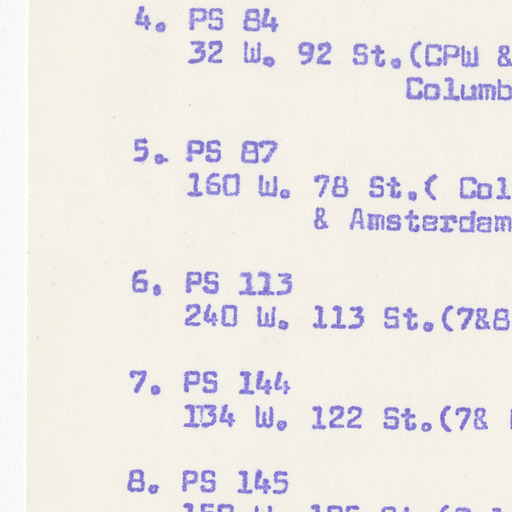 4. PS 84
32 W. 92 St.(CPW &
Columb
5. PS 87
160 W. 78 St.( Col
& Amsterdam
6. PS 113
240 W. 113 St.(7&8
7. PS 144
134 W. 122 St.(7&
8. PS 145